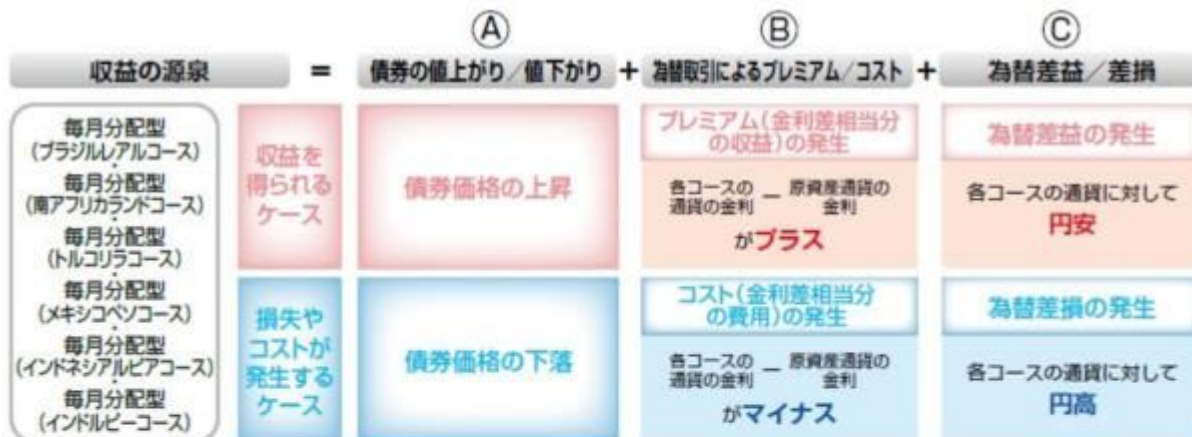 Ⓐ
Ⓑ
Ⓒ
収益の源泉 = 債券の値上がり／値下がり + 為替取引によるプレミアム／コスト + 為替差益／差損
毎月分配型
(ブラジルレアルコース)
・
毎月分配型
(南アフリカランドコース)
・
毎月分配型
(トルコリラコース)
・
毎月分配型
(メキシコペソコース)
・
毎月分配型
(インドネシアルピアコース)
・
毎月分配型
(インドルピーコース)
収益を
得られる
ケース
債券価格の上昇
プレミアム(金利差相当分
の収益)の発生
各コースの
通貨の金利
−
原資産通貨の
金利
がプラス
為替差益の発生
各コースの通貨に対して
円安
損失や
コストが
発生する
ケース
債券価格の下落
コスト(金利差相当分
の費用)の発生
各コースの
通貨の金利
−
原資産通貨の
金利
がマイナス
為替差損の発生
各コースの通貨に対して
円高